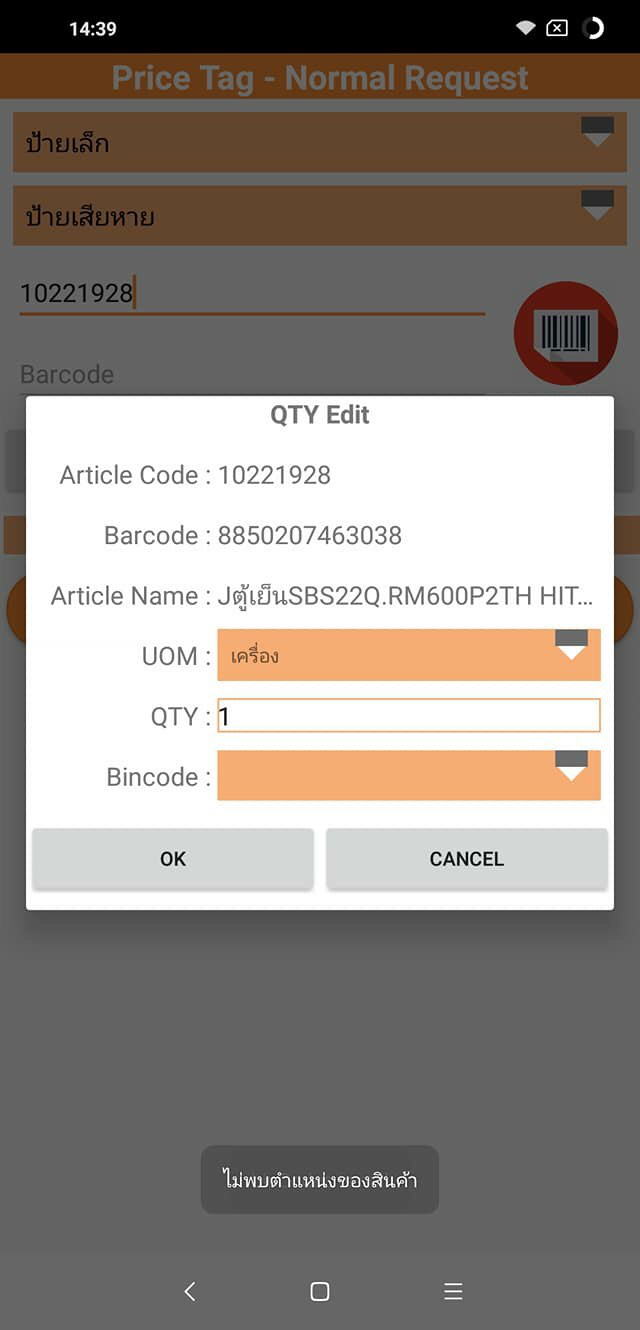 14:39
Price Tag - Normal Request
ป้ายเล็ก
ป้ายเสียหาย
10221928
Barcode
QTY Edit
Article Code : 10221928
Barcode : 8850207463038
Article Name : Jตู้เย็นSBS22Q.RM600P2TH HIT...
UOM : เครื่อง
QTY : 1
Bincode :
OK CANCEL
ไม่พบตำแหน่งของสินค้า